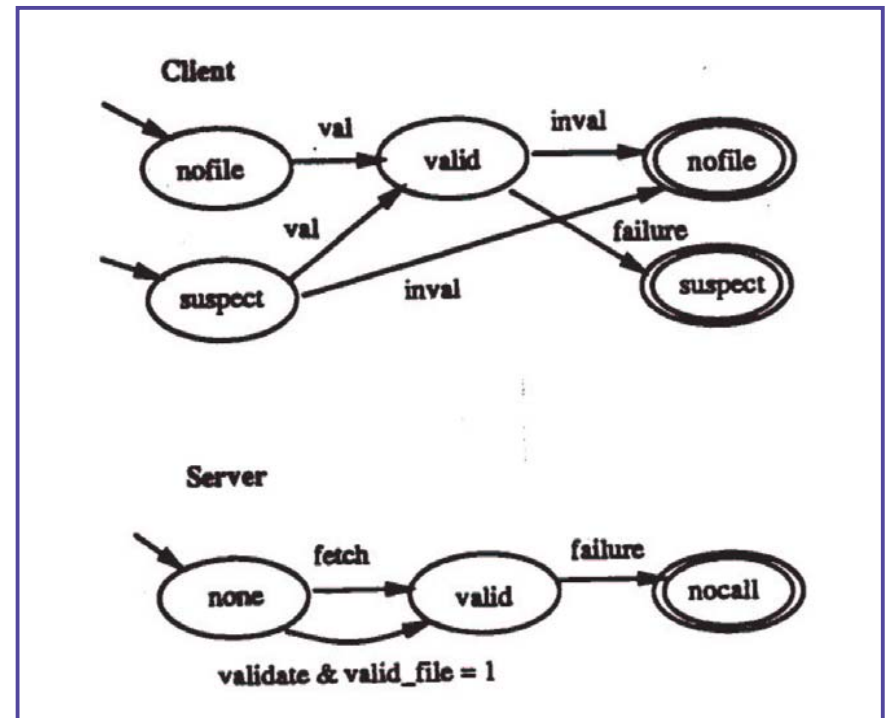 Client
val
inval
nofile
valid
nofile
val
failure
suspect
inval
suspect
Server
fetch
failure
none
valid
nocall
validate & valid_file = 1